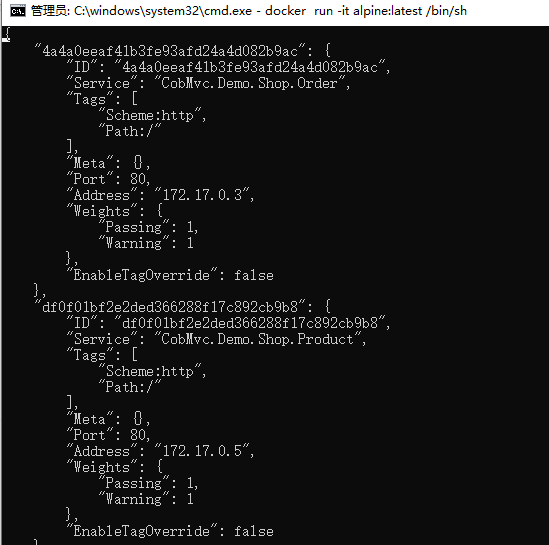 管理员: C:\windows\system32\cmd.exe - docker  run -it alpine:latest /bin/sh
{
    "4a4a0eeaf41b3fe93afd24a4d082b9ac": {
        "ID": "4a4a0eeaf41b3fe93afd24a4d082b9ac",
        "Service": "CobMvc.Demo.Shop.Order",
        "Tags": [
            "Scheme:http",
            "Path:/"
        ],
        "Meta": {},
        "Port": 80,
        "Address": "172.17.0.3",
        "Weights": {
            "Passing": 1,
            "Warning": 1
        },
        "EnableTagOverride": false
    },
    "df0f01bf2e2ded366288f17c892cb9b8": {
        "ID": "df0f01bf2e2ded366288f17c892cb9b8",
        "Service": "CobMvc.Demo.Shop.Product",
        "Tags": [
            "Scheme:http",
            "Path:/"
        ],
        "Meta": {},
        "Port": 80,
        "Address": "172.17.0.5",
        "Weights": {
            "Passing": 1,
            "Warning": 1
        },
        "EnableTagOverride": false
    }